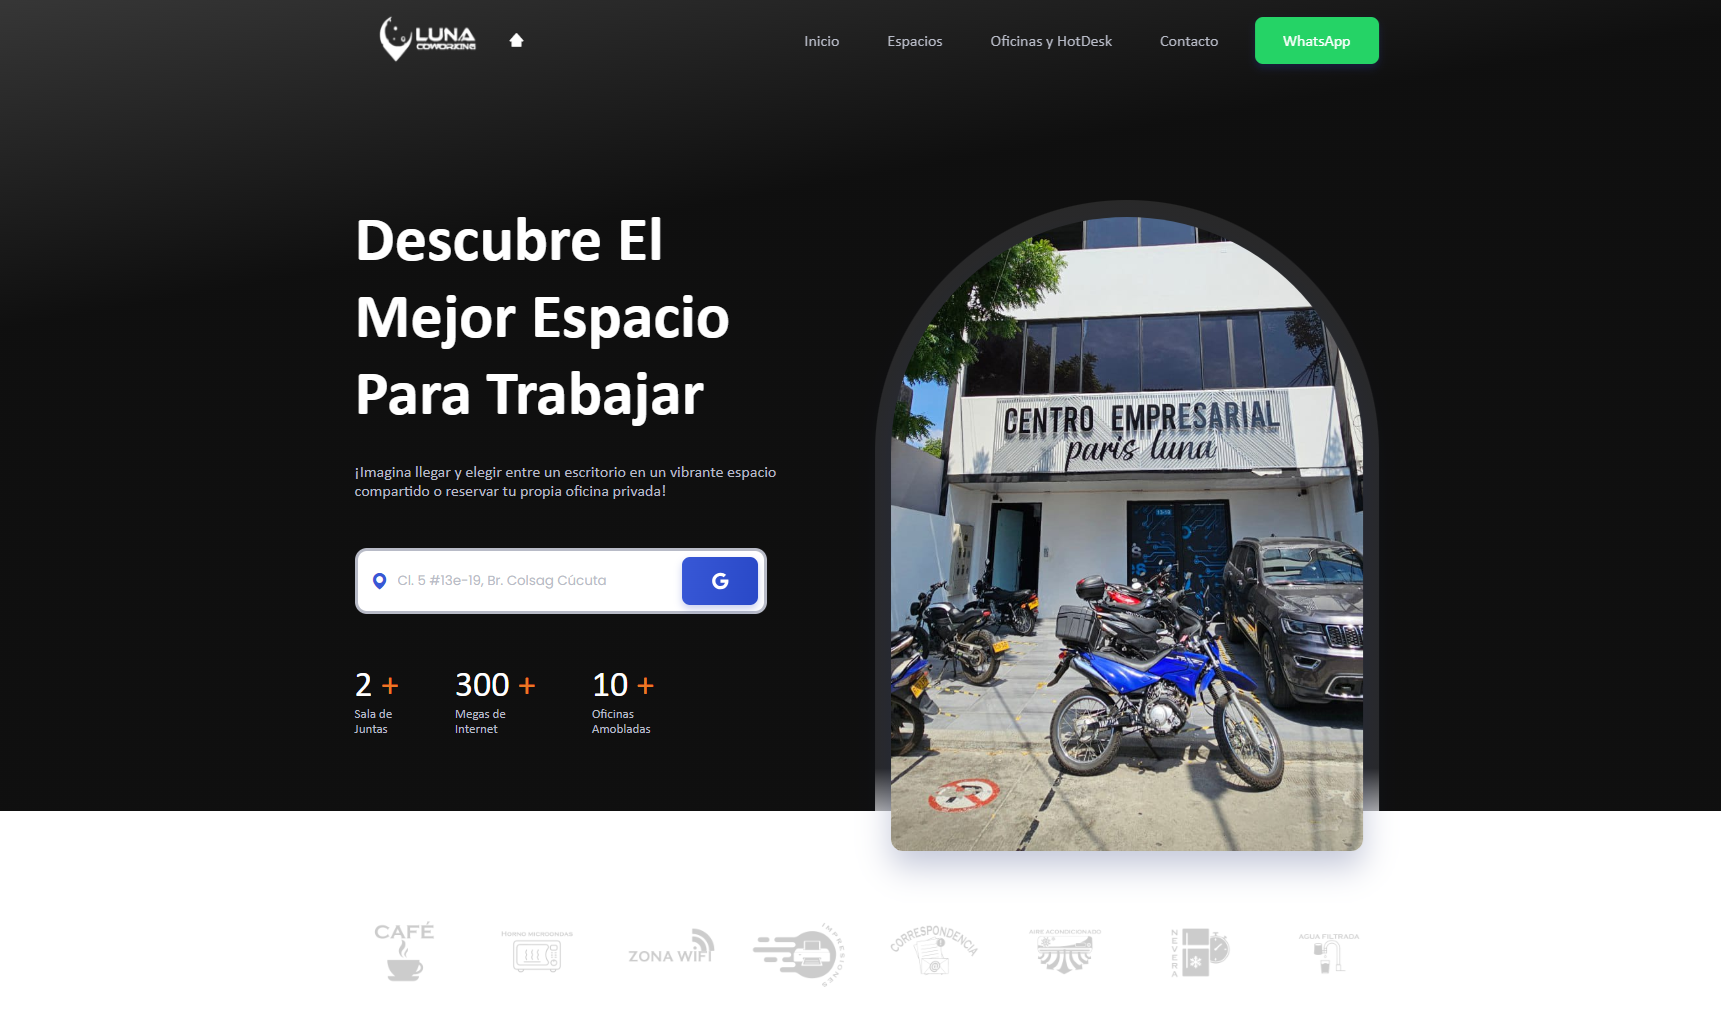 LUNA
COWORKING
Inicio
Espacios
Oficinas y HotDesk
Contacto
WhatsApp
Descubre El
Mejor Espacio
Para Trabajar
¡Imagina llegar y elegir entre un escritorio en un vibrante espacio
compartido o reservar tu propia oficina privada!
Cl. 5 #13e-19, Br. Colsag Cúcuta
G
2 +
Sala de
Juntas
300 +
Megas de
Internet
10 +
Oficinas
Amobladas
CENTRO EMPRESARIAL
paris luna
13-19
CAFÉ
HORNO MICROONDAS
ZONA WIFI
IMPRESIONES
CORRESPONDENCIA
AIRE ACONDICIONADO
NEVERA
AGUA FILTRADA